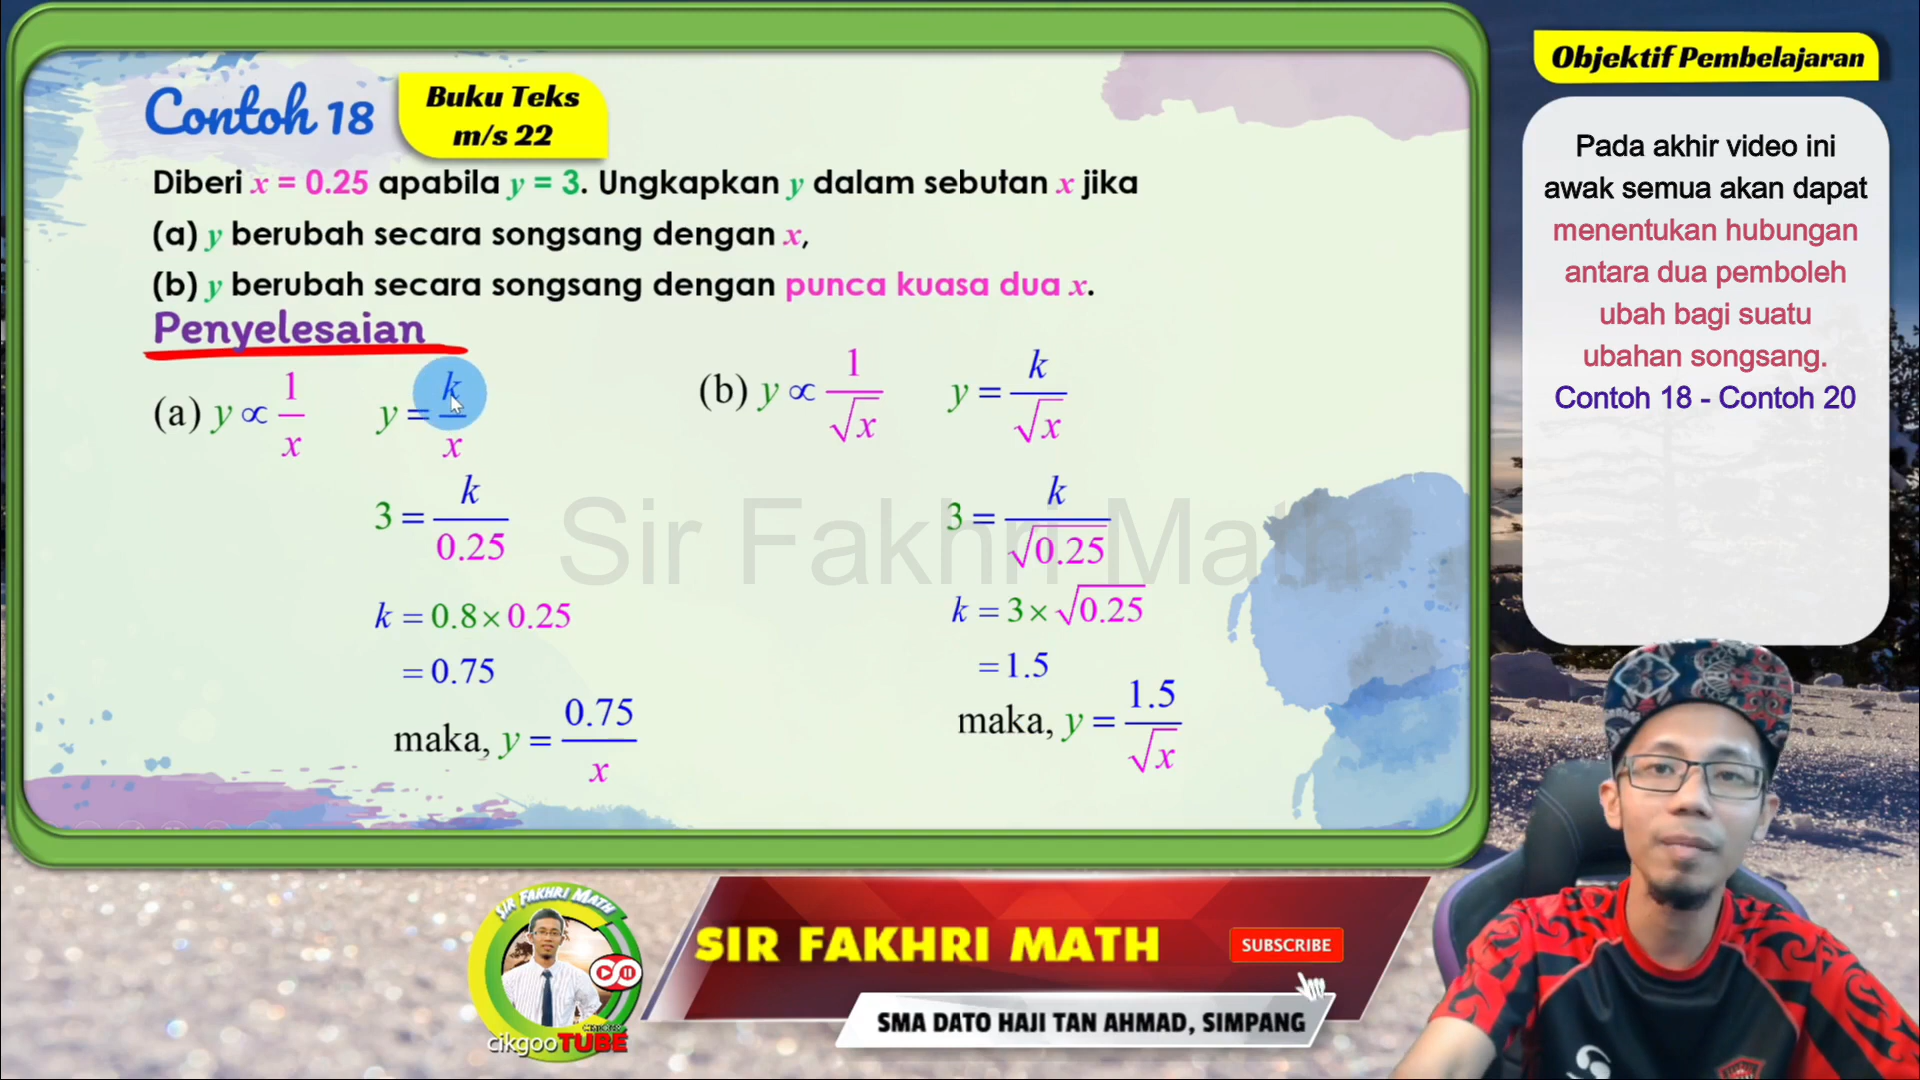 Contoh 18
Buku Teks
m/s 22
Diberi x = 0.25 apabila y = 3. Ungkapkan y dalam sebutan x jika
(a) y berubah secara songsang dengan x,
(b) y berubah secara songsang dengan punca kuasa dua x.
Penyelesaian
(a) y ∝ 1/x
y = k/x
3 = k/0.25
k = 0.8 × 0.25
= 0.75
maka, y = 0.75/x
(b) y ∝ 1/√x
y = k/√x
3 = k/√0.25
k = 3 × √0.25
= 1.5
maka, y = 1.5/√x
Sir Fakhri Math
Objektif Pembelajaran
Pada akhir video ini
awak semua akan dapat
menentukan hubungan
antara dua pemboleh
ubah bagi suatu
ubahan songsang.
Contoh 18 - Contoh 20
SIR FAKHRI MATH
cikgooTUBE
SIR FAKHRI MATH
SUBSCRIBE
SMA DATO HAJI TAN AHMAD, SIMPANG